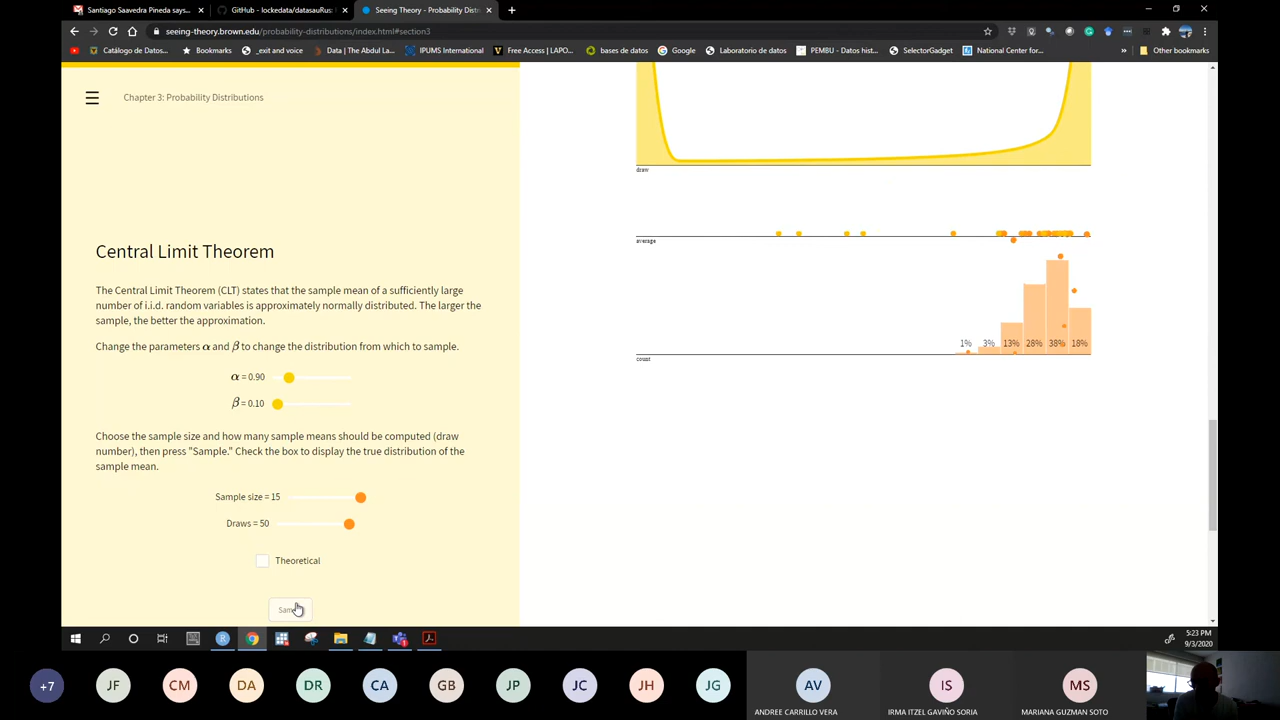 Santiago Saavedra Pineda says...
GitHub - lockedata/datasauRus:
Seeing Theory - Probability Distri
seeing-theory.brown.edu/probability-distributions/index.html#section3
Catálogo de Datos...
Bookmarks
_exit and voice
Data | The Abdul La...
IPUMS International
Free Access | LAPO...
bases de datos
Google
Laboratorio de datos
PEMBU - Datos hist...
SelectorGadget
National Center for...
»
Other bookmarks
Chapter 3: Probability Distributions
draw
average
1% 3% 13% 28% 38% 18%
count
Central Limit Theorem
The Central Limit Theorem (CLT) states that the sample mean of a sufficiently large
number of i.i.d. random variables is approximately normally distributed. The larger the
sample, the better the approximation.
Change the parameters α and β to change the distribution from which to sample.
α = 0.90
β = 0.10
Choose the sample size and how many sample means should be computed (draw
number), then press "Sample." Check the box to display the true distribution of the
sample mean.
Sample size = 15
Draws = 50
Theoretical
5:23 PM
9/3/2020
+7
JF
CM
DA
DR
CA
GB
JP
JC
JH
JG
AV
IS
MS
ANDREE CARRILLO VERA
IRMA ITZEL GAVIÑO SORIA
MARIANA GUZMAN SOTO